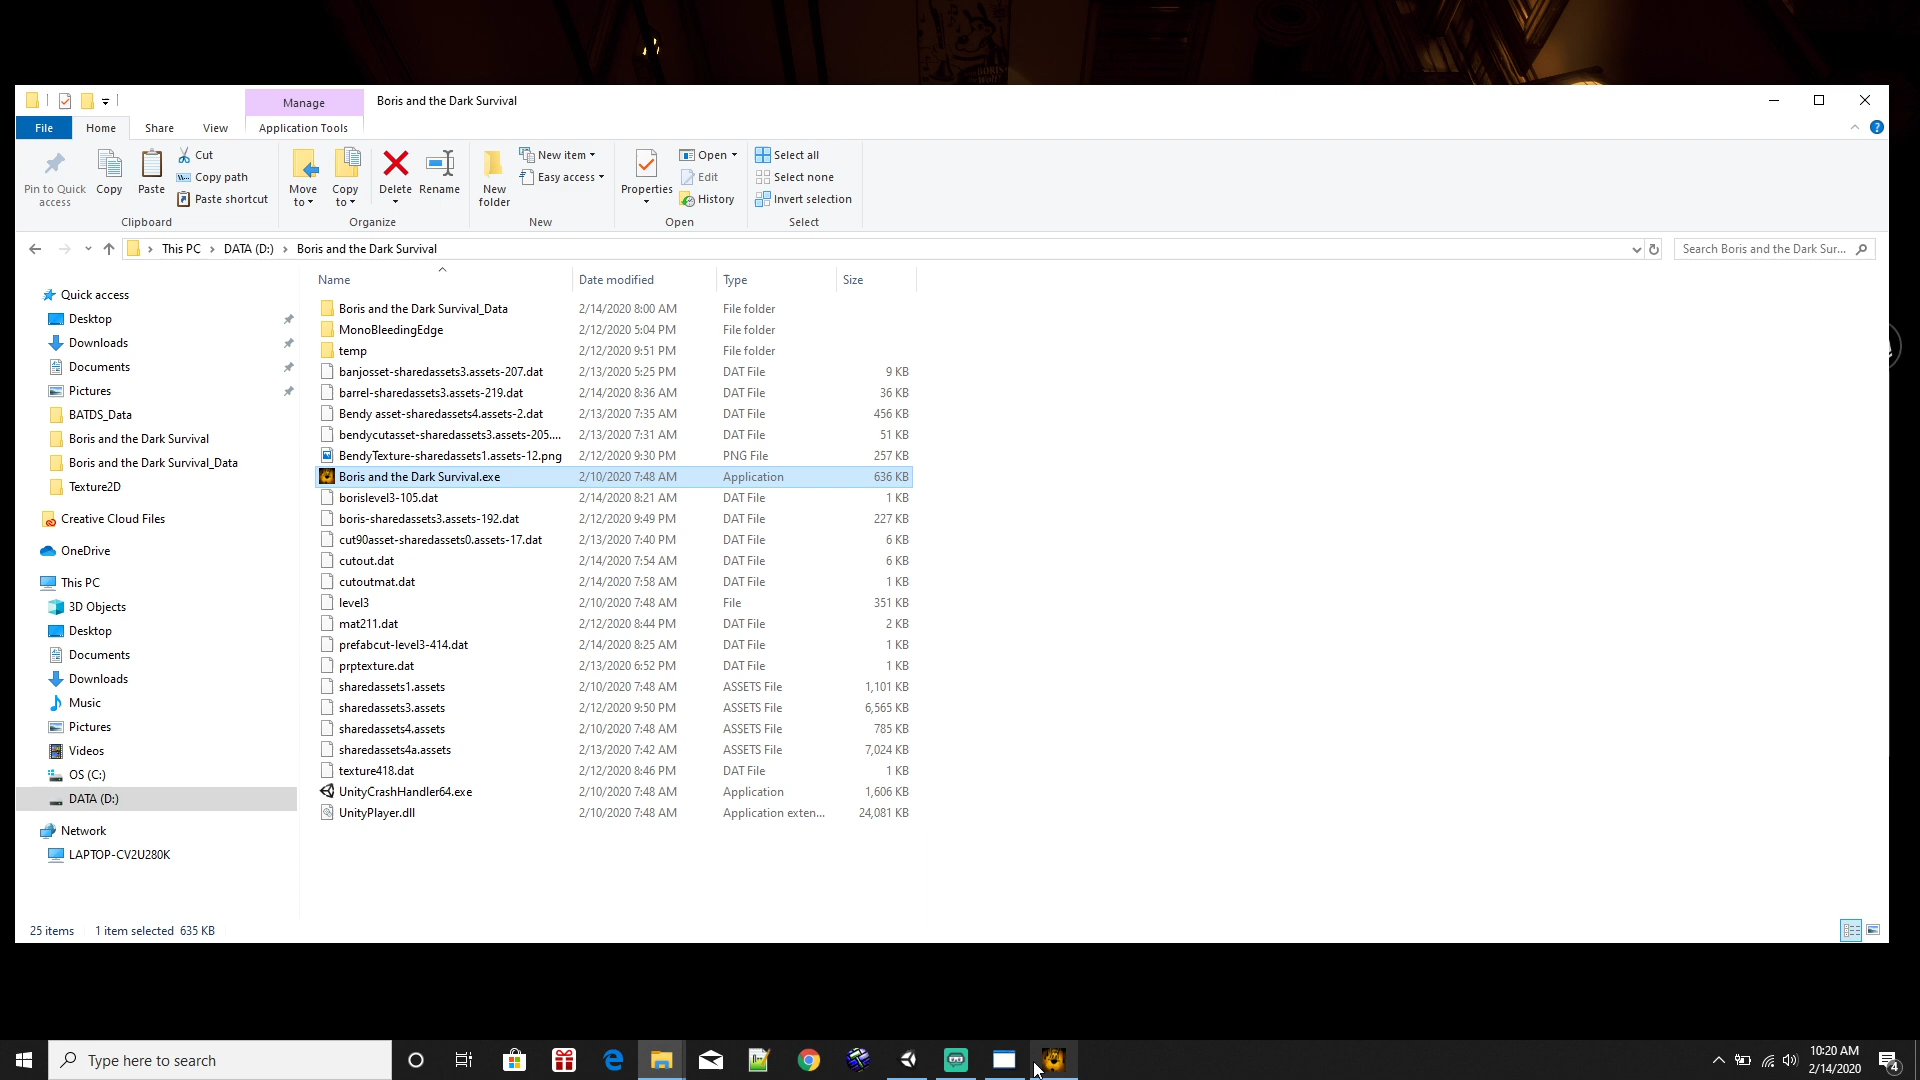 Manage
Boris and the Dark Survival
File
Home
Share
View
Application Tools
Pin to Quick access
Copy
Paste
Cut
Copy path
Paste shortcut
Clipboard
Move to
Copy to
Delete
Rename
Organize
New folder
New item
Easy access
New
Properties
Open
Edit
History
Open
Select all
Select none
Invert selection
Select
This PC > DATA (D:) > Boris and the Dark Survival
Search Boris and the Dark Sur...
Quick access
Desktop
Downloads
Documents
Pictures
BATDS_Data
Boris and the Dark Survival
Boris and the Dark Survival_Data
Texture2D
Creative Cloud Files
OneDrive
This PC
3D Objects
Desktop
Documents
Downloads
Music
Pictures
Videos
OS (C:)
DATA (D:)
Network
LAPTOP-CV2U280K
Name Date modified Type Size
Boris and the Dark Survival_Data 2/14/2020 8:00 AM File folder
MonoBleedingEdge 2/12/2020 5:04 PM File folder
temp 2/12/2020 9:51 PM File folder
banjosset-sharedassets3.assets-207.dat 2/13/2020 5:25 PM DAT File 9 KB
barrel-sharedassets3.assets-219.dat 2/14/2020 8:36 AM DAT File 36 KB
Bendy asset-sharedassets4.assets-2.dat 2/13/2020 7:35 AM DAT File 456 KB
bendycutasset-sharedassets3.assets-205.... 2/13/2020 7:31 AM DAT File 51 KB
BendyTexture-sharedassets1.assets-12.png 2/12/2020 9:30 PM PNG File 257 KB
Boris and the Dark Survival.exe 2/10/2020 7:48 AM Application 636 KB
borislevel3-105.dat 2/14/2020 8:21 AM DAT File 1 KB
boris-sharedassets3.assets-192.dat 2/12/2020 9:49 PM DAT File 227 KB
cut90asset-sharedassets0.assets-17.dat 2/13/2020 7:40 PM DAT File 6 KB
cutout.dat 2/14/2020 7:54 AM DAT File 6 KB
cutoutmat.dat 2/14/2020 7:58 AM DAT File 1 KB
level3 2/10/2020 7:48 AM File 351 KB
mat211.dat 2/12/2020 8:44 PM DAT File 2 KB
prefabcut-level3-414.dat 2/14/2020 8:25 AM DAT File 1 KB
prptexture.dat 2/13/2020 6:52 PM DAT File 1 KB
sharedassets1.assets 2/10/2020 7:48 AM ASSETS File 1,101 KB
sharedassets3.assets 2/12/2020 9:50 PM ASSETS File 6,565 KB
sharedassets4.assets 2/10/2020 7:48 AM ASSETS File 785 KB
sharedassets4a.assets 2/13/2020 7:42 AM ASSETS File 7,024 KB
texture418.dat 2/12/2020 8:46 PM DAT File 1 KB
UnityCrashHandler64.exe 2/10/2020 7:48 AM Application 1,606 KB
UnityPlayer.dll 2/10/2020 7:48 AM Application exten... 24,081 KB
25 items 1 item selected 635 KB
Type here to search
10:20 AM
2/14/2020
4